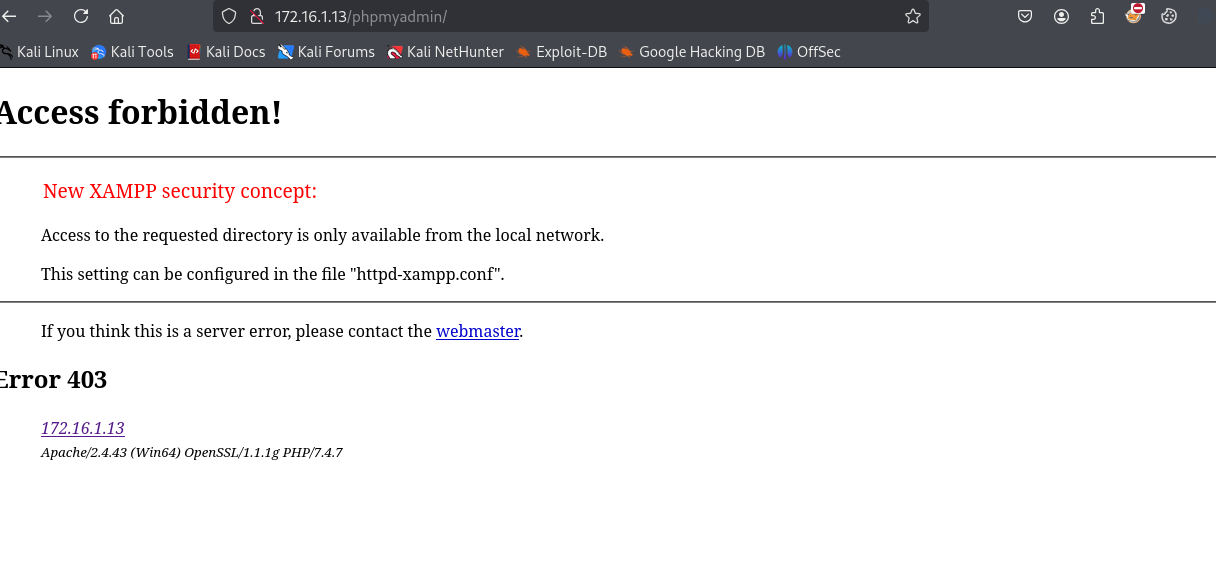 172.16.1.13/phpmyadmin/
Kali Linux Kali Tools Kali Docs Kali Forums Kali NetHunter Exploit-DB Google Hacking DB OffSec
Access forbidden!
New XAMPP security concept:
Access to the requested directory is only available from the local network.
This setting can be configured in the file "httpd-xampp.conf".
If you think this is a server error, please contact the webmaster.
Error 403
172.16.1.13
Apache/2.4.43 (Win64) OpenSSL/1.1.1g PHP/7.4.7